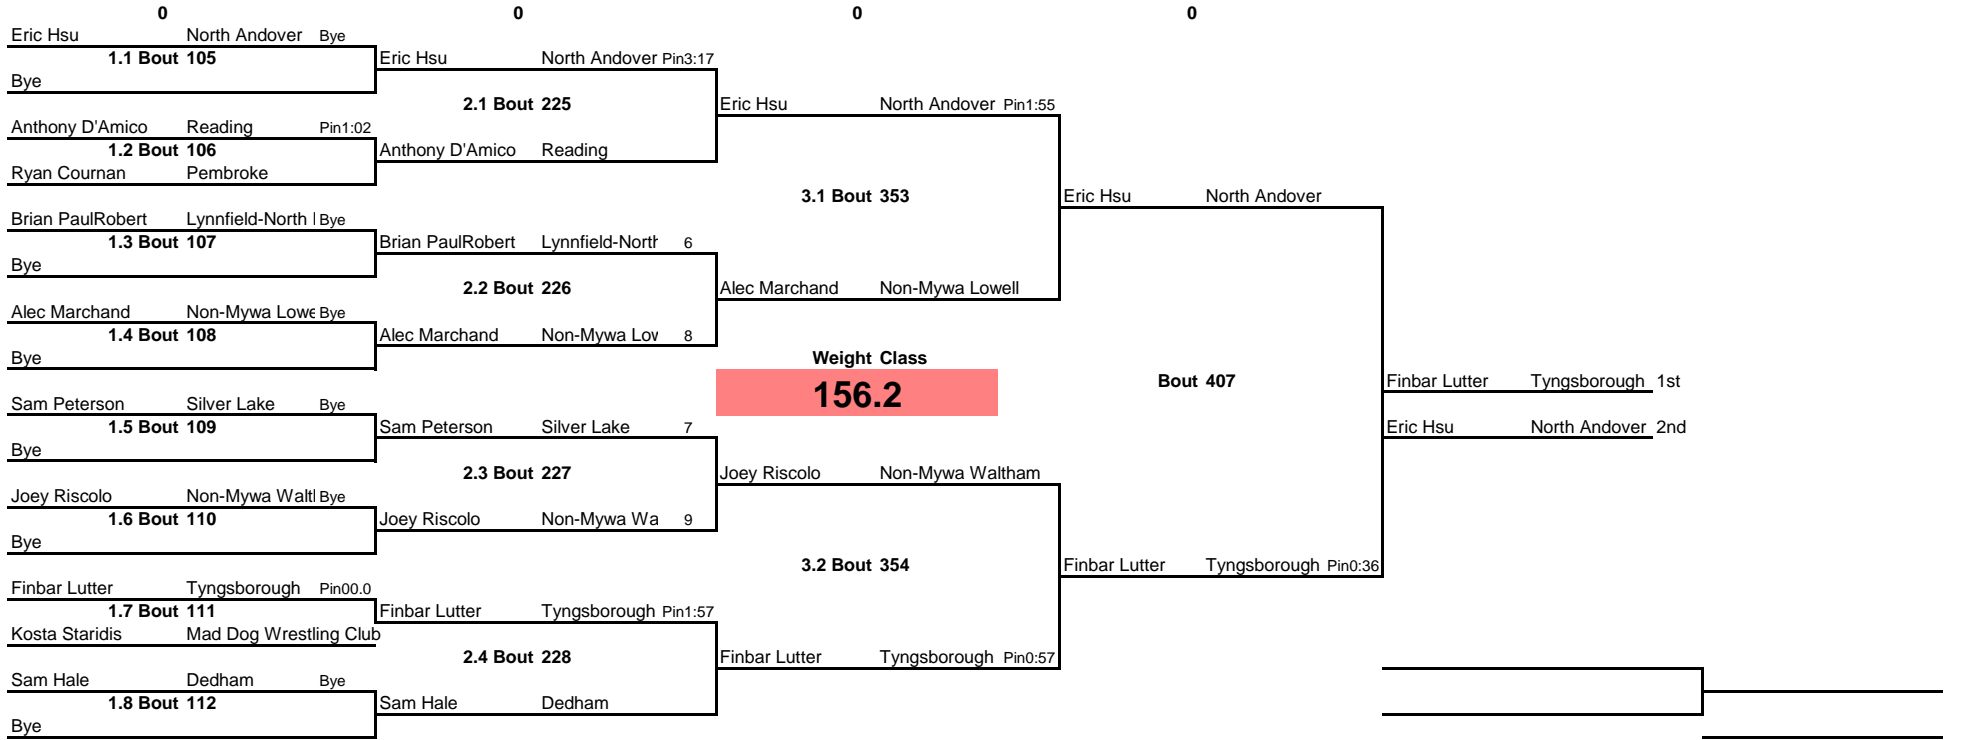 0 0 0 0
Eric Hsu North Andover Bye
1.1 Bout 105 Eric Hsu North Andover Pin3:17
Bye
2.1 Bout 225 Eric Hsu North Andover Pin1:55
Anthony D'Amico Reading Pin1:02
1.2 Bout 106 Anthony D'Amico Reading
Ryan Cournan Pembroke
3.1 Bout 353 Eric Hsu North Andover
Brian PaulRobert Lynnfield-North Bye
1.3 Bout 107 Brian PaulRobert Lynnfield-North 6
Bye
2.2 Bout 226 Alec Marchand Non-Mywa Lowell
Alec Marchand Non-Mywa Lowe Bye
1.4 Bout 108 Alec Marchand Non-Mywa Lov 8
Bye Weight Class
156.2 Bout 407 Finbar Lutter Tyngsborough 1st
Sam Peterson Silver Lake Bye
1.5 Bout 109 Sam Peterson Silver Lake 7 Eric Hsu North Andover 2nd
Bye
2.3 Bout 227 Joey Riscolo Non-Mywa Waltham
Joey Riscolo Non-Mywa Walt Bye
1.6 Bout 110 Joey Riscolo Non-Mywa Wa 9
Bye
3.2 Bout 354 Finbar Lutter Tyngsborough Pin0:36
Finbar Lutter Tyngsborough Pin00.0
1.7 Bout 111 Finbar Lutter Tyngsborough Pin1:57
Kosta Staridis Mad Dog Wrestling Club
2.4 Bout 228 Finbar Lutter Tyngsborough Pin0:57
Sam Hale Dedham Bye
1.8 Bout 112 Sam Hale Dedham
Bye